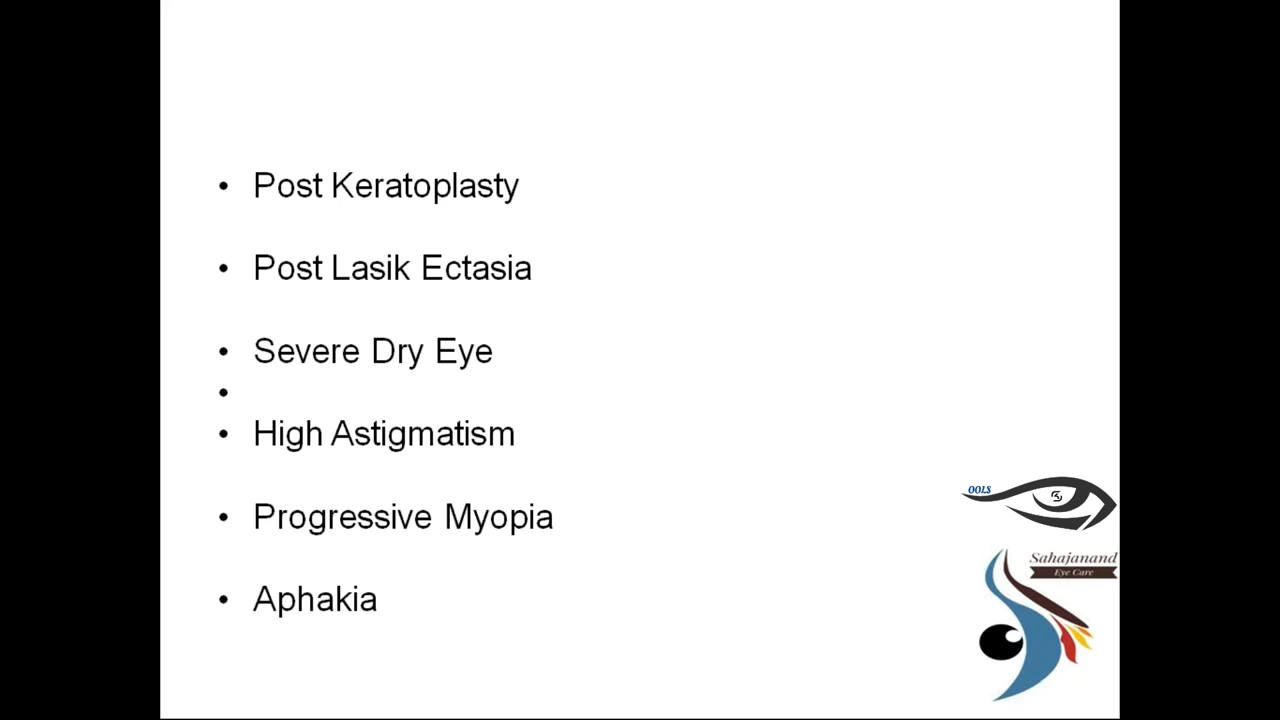 • Post Keratoplasty
• Post Lasik Ectasia
• Severe Dry Eye
•
• High Astigmatism
• Progressive Myopia
• Aphakia
OOLS
Sahajanand
Eye Care